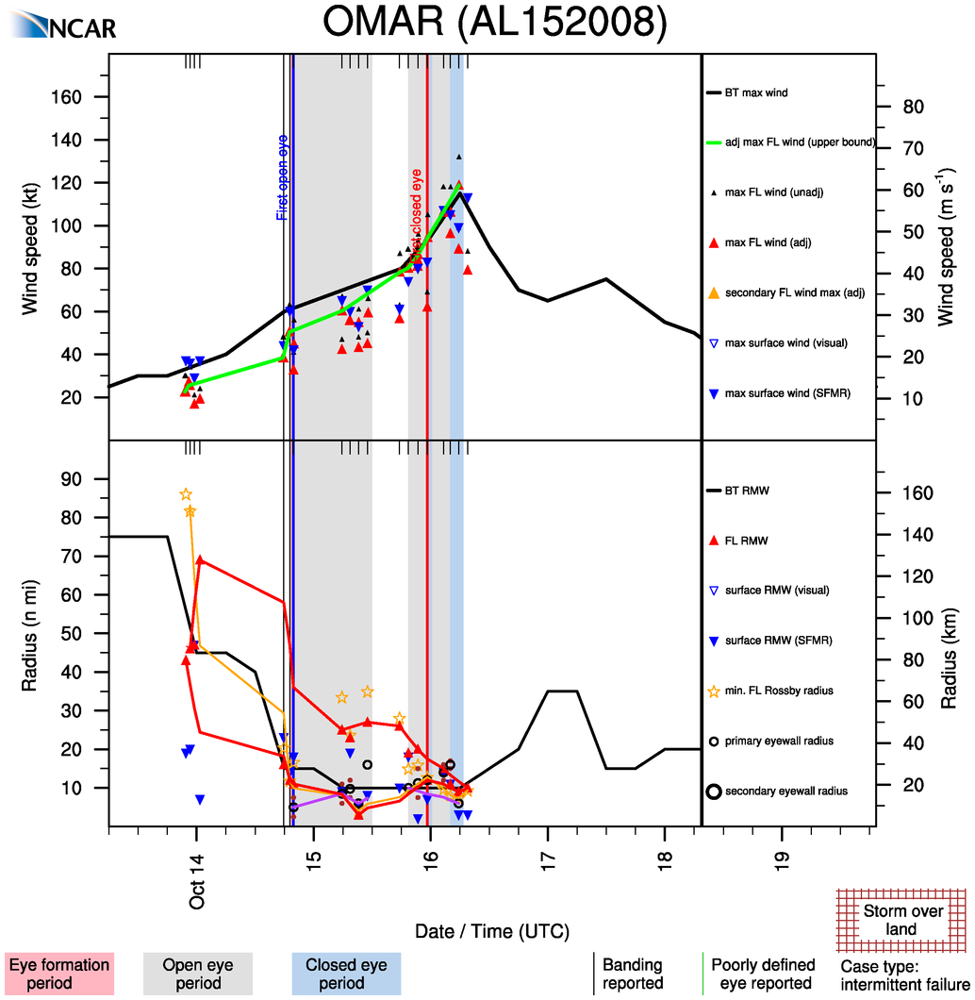 NCAR
OMAR (AL152008)
Wind speed (kt)
160
140
120
100
80
60
40
20
First open eye
closed eye
BT max wind
adj max FL wind (upper bound)
max FL wind (unadj)
max FL wind (adj)
secondary FL wind max (adj)
max surface wind (visual)
max surface wind (SFMR)
80
70
60
50
40
30
20
10
Wind speed (m s-1)
Radius (n mi)
90
80
70
60
50
40
30
20
10
BT RMW
FL RMW
surface RMW (visual)
surface RMW (SFMR)
min. FL Rossby radius
primary eyewall radius
secondary eyewall radius
160
140
120
100
80
60
40
20
Radius (km)
Oct 14
15
16
17
18
19
Date / Time (UTC)
Storm over
land
Eye formation
period
Open eye
period
Closed eye
period
Banding
reported
Poorly defined
eye reported
Case type:
intermittent failure